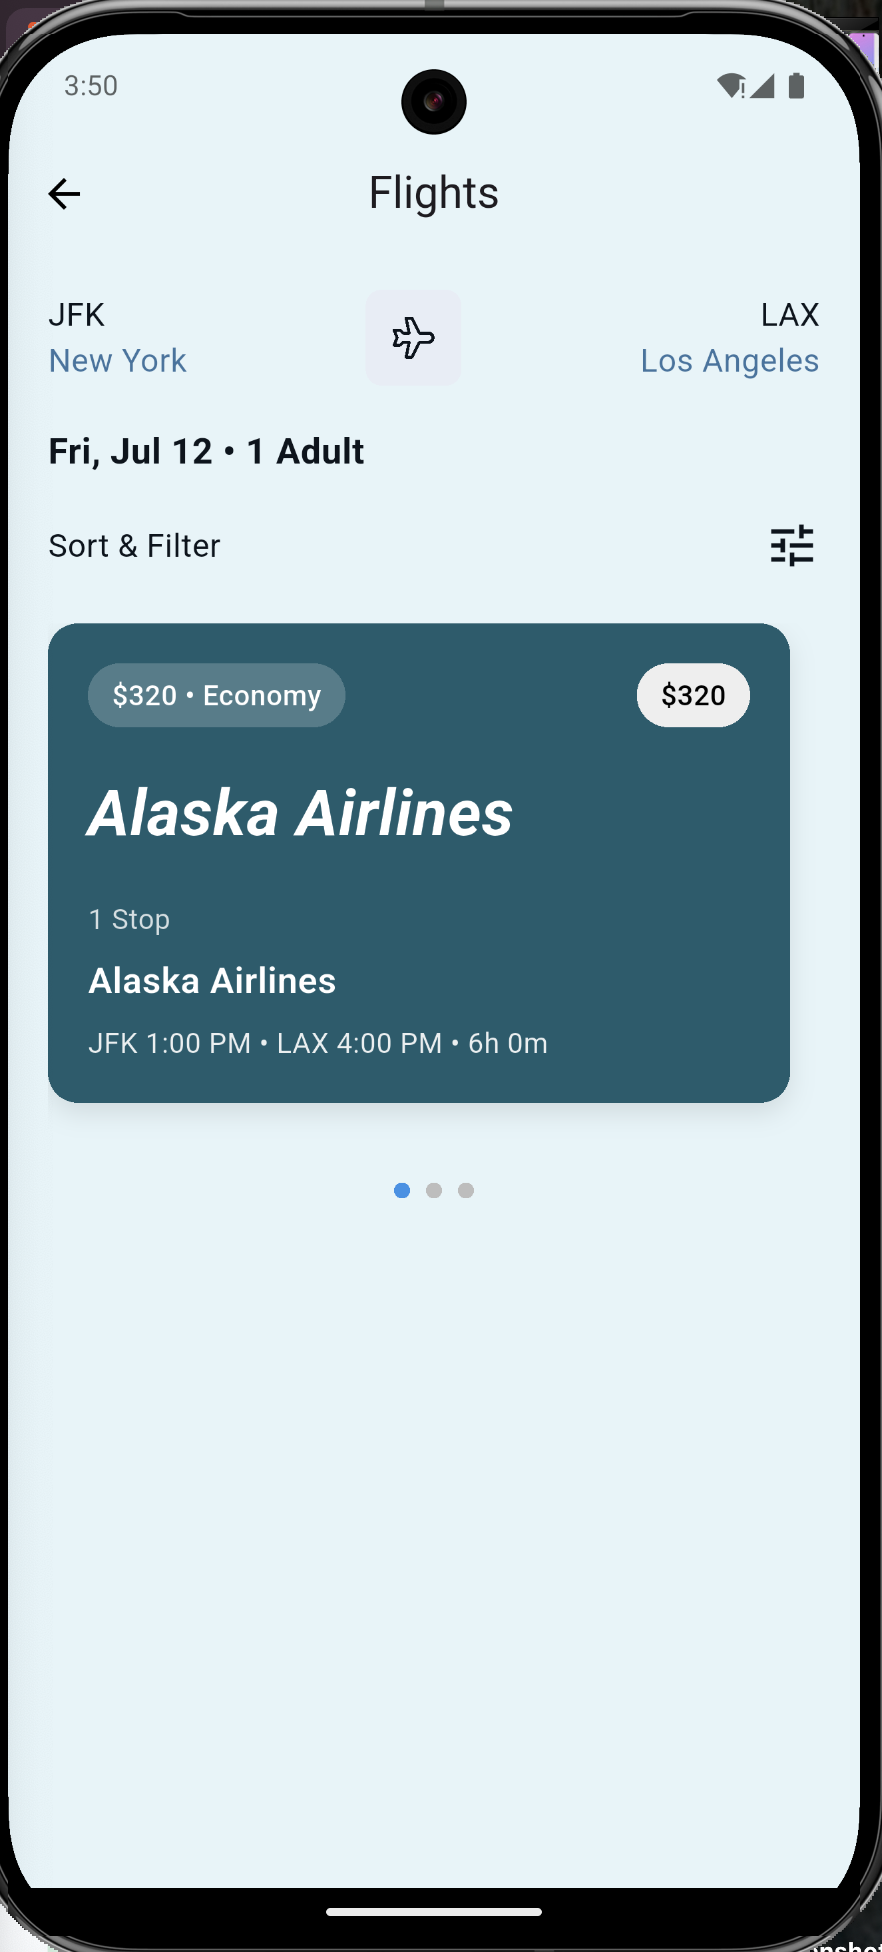 3:50
Flights
JFK
LAX
New York
Los Angeles
Fri, Jul 12 • 1 Adult
Sort & Filter
$320 • Economy
$320
Alaska Airlines
1 Stop
Alaska Airlines
JFK 1:00 PM • LAX 4:00 PM • 6h 0m